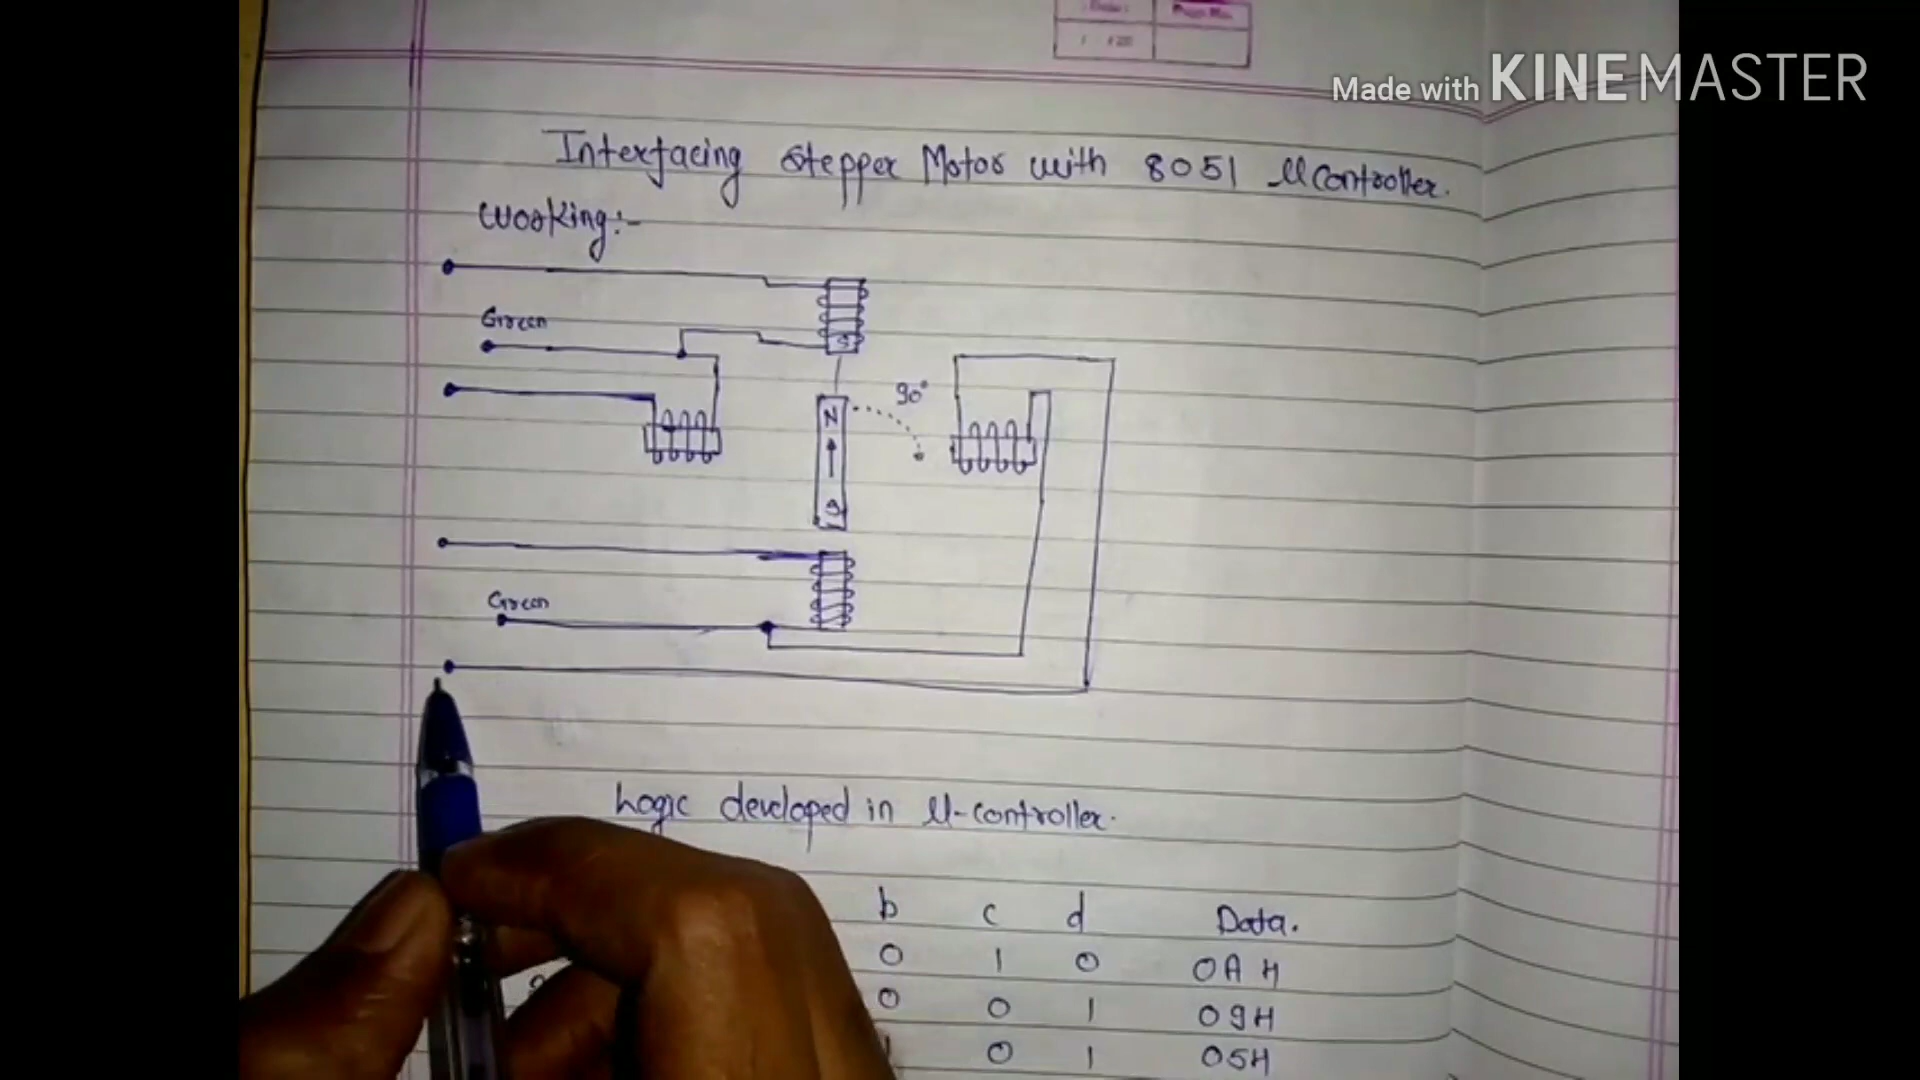 Made with KINEMASTER
Interfacing Stepper Motor with 8051 μController.
Working:-
Green
S
90°
N
S
Green
Logic developed in μ-controller.
b c d Data.
0 1 0 0A H
0 0 1 09H
1 0 1 05H